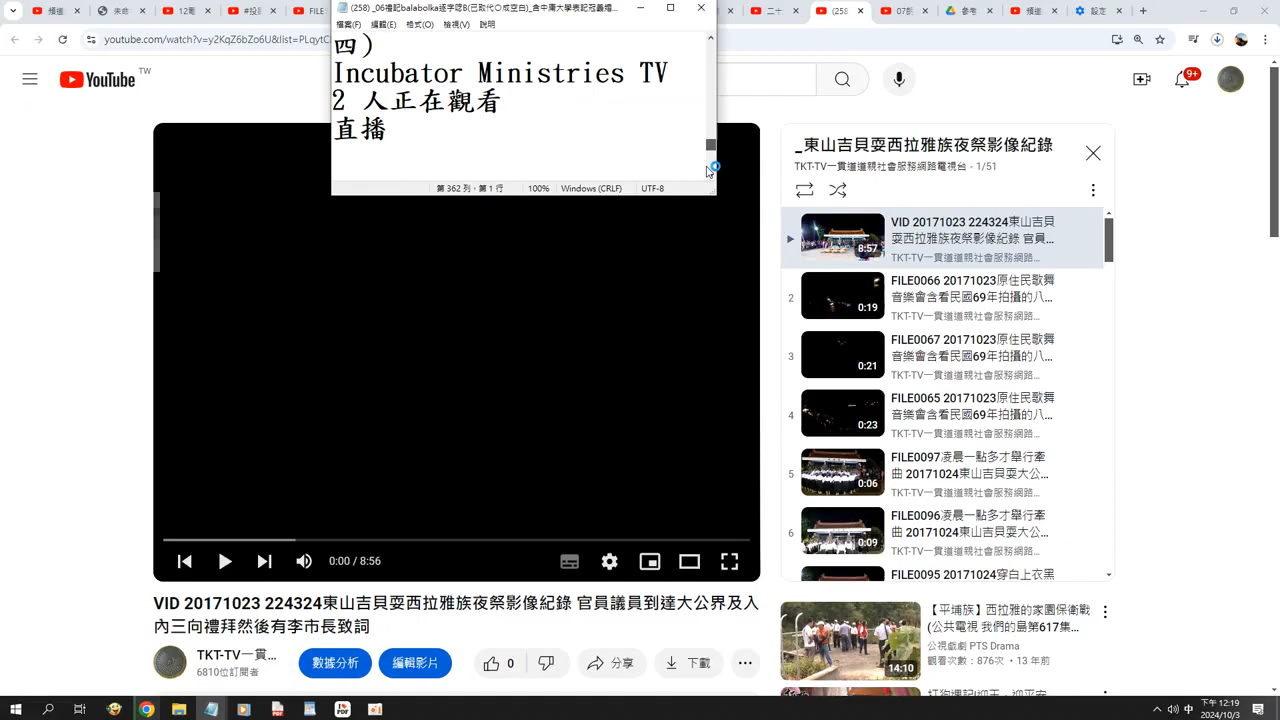 頻道
朱命
12衛
#投
FILE
二十
(258
07影
參考
頻道
設定
(258) _06禮記balabolka逐字唸8(已取代〇成空白)_含中庸大學表記冠義婚...
檔案(F) 編輯(E) 格式(O) 檢視(V) 說明
四)
Incubator Ministries TV
2 人正在觀看
直播
第 362 列，第 1 行 100% Windows (CRLF) UTF-8
youtube.com/watch?v=y2KqZ6bZo6U&list=PLqytC
YouTube TW
9+
_東山吉貝耍西拉雅族夜祭影像紀錄
TKT-TV一貫道道親社會服務網路電視台 - 1/51
VID 20171023 224324東山吉貝
耍西拉雅族夜祭影像紀錄 官員...
TKT-TV一貫道道親社會服務網路...
8:57
2
FILE0066 20171023原住民歌舞
音樂會含看民國69年拍攝的八...
TKT-TV一貫道道親社會服務網路...
0:19
3
FILE0067 20171023原住民歌舞
音樂會含看民國69年拍攝的八...
TKT-TV一貫道道親社會服務網路...
0:21
4
FILE0065 20171023原住民歌舞
音樂會含看民國69年拍攝的八...
TKT-TV一貫道道親社會服務網路...
0:23
5
FILE0097凌晨一點多才舉行牽
曲 20171024東山吉貝耍大公...
TKT-TV一貫道道親社會服務網路...
0:06
6
FILE0096凌晨一點多才舉行牽
曲 20171024東山吉貝耍大公...
TKT-TV一貫道道親社會服務網路...
0:09
FILE0095 20171024穿白上衣黑
0:00 / 8:56
VID 20171023 224324東山吉貝耍西拉雅族夜祭影像紀錄 官員議員到達大公界及入
內三向禮拜然後有李市長致詞
TKT-TV一貫...
6810位訂閱者
數據分析
編輯影片
0
分享
下載
【平埔族】西拉雅的家園保衛戰
(公共電視 我們的島第617集...
公視戲劇 PTS Drama
觀看次數：876次 · 13 年前
14:10
中
下午 12:19
2024/10/3